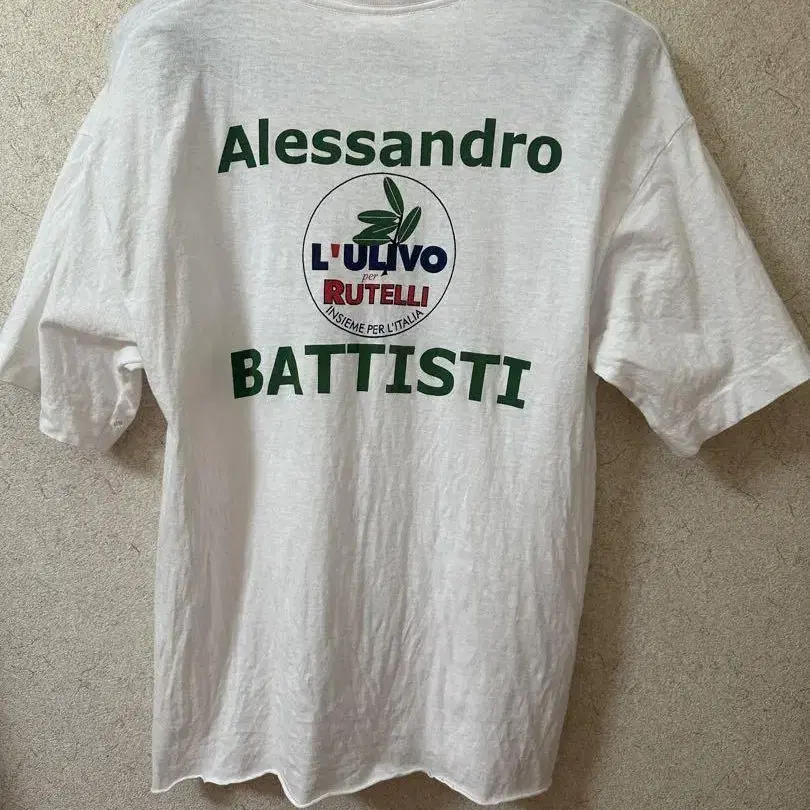 Alessandro
L'ULIVO
per
RUTELLI
INSIEME PER L'ITALIA
BATTISTI